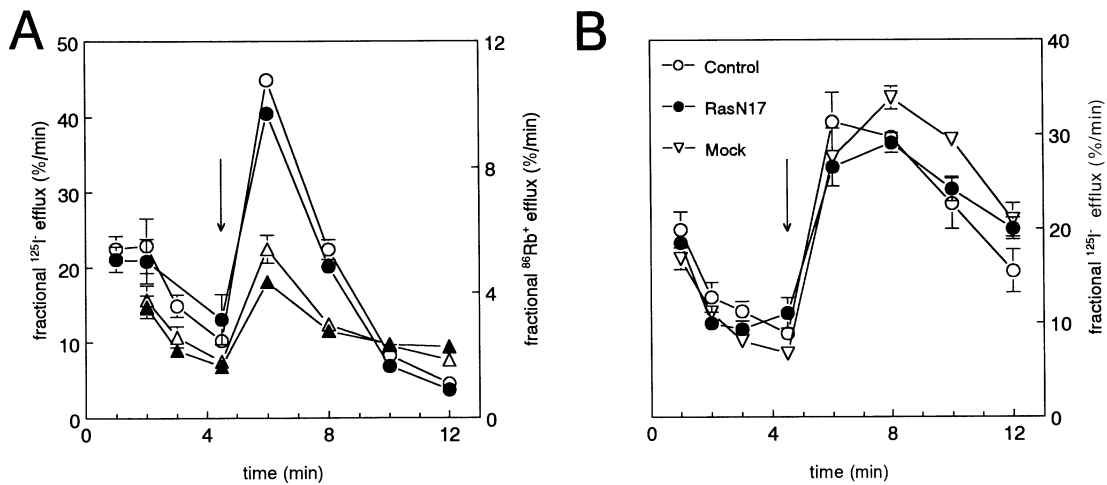 A
B
50
40
30
20
10
0
fractional ¹²⁵I⁻ efflux (%/min)
12
8
4
0
fractional ⁸⁶Rb⁺ efflux (%/min)
0
4
8
12
time (min)
Control
RasN17
Mock
40
30
20
10
0
fractional ¹²⁵I⁻ efflux (%/min)
0
4
8
12
time (min)